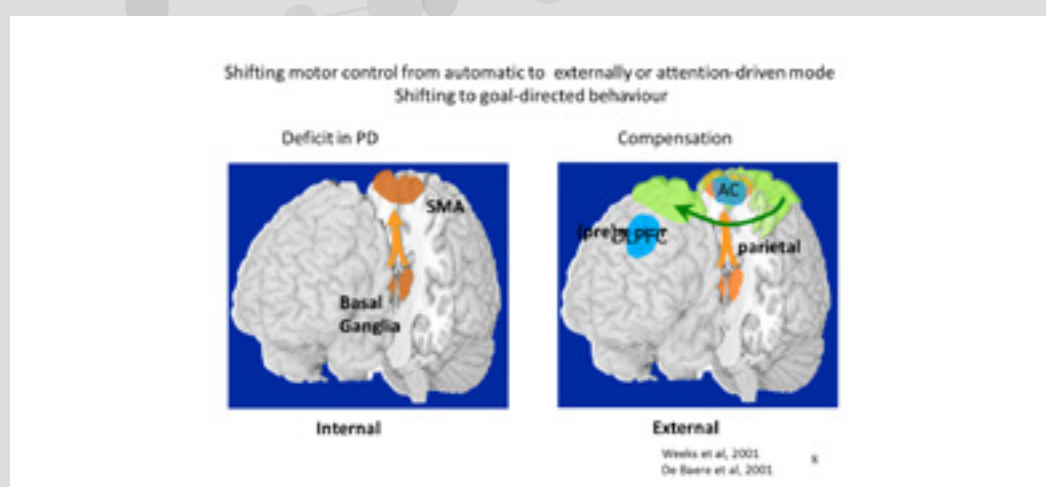 Shifting motor control from automatic to externally or attention-driven mode
Shifting to goal-directed behaviour
Deficit in PD
Compensation
SMA
Basal
Ganglia
AC
(pre)
DLPFC
parietal
Internal
External
Weeks et al, 2001
De Baere et al, 2001
8